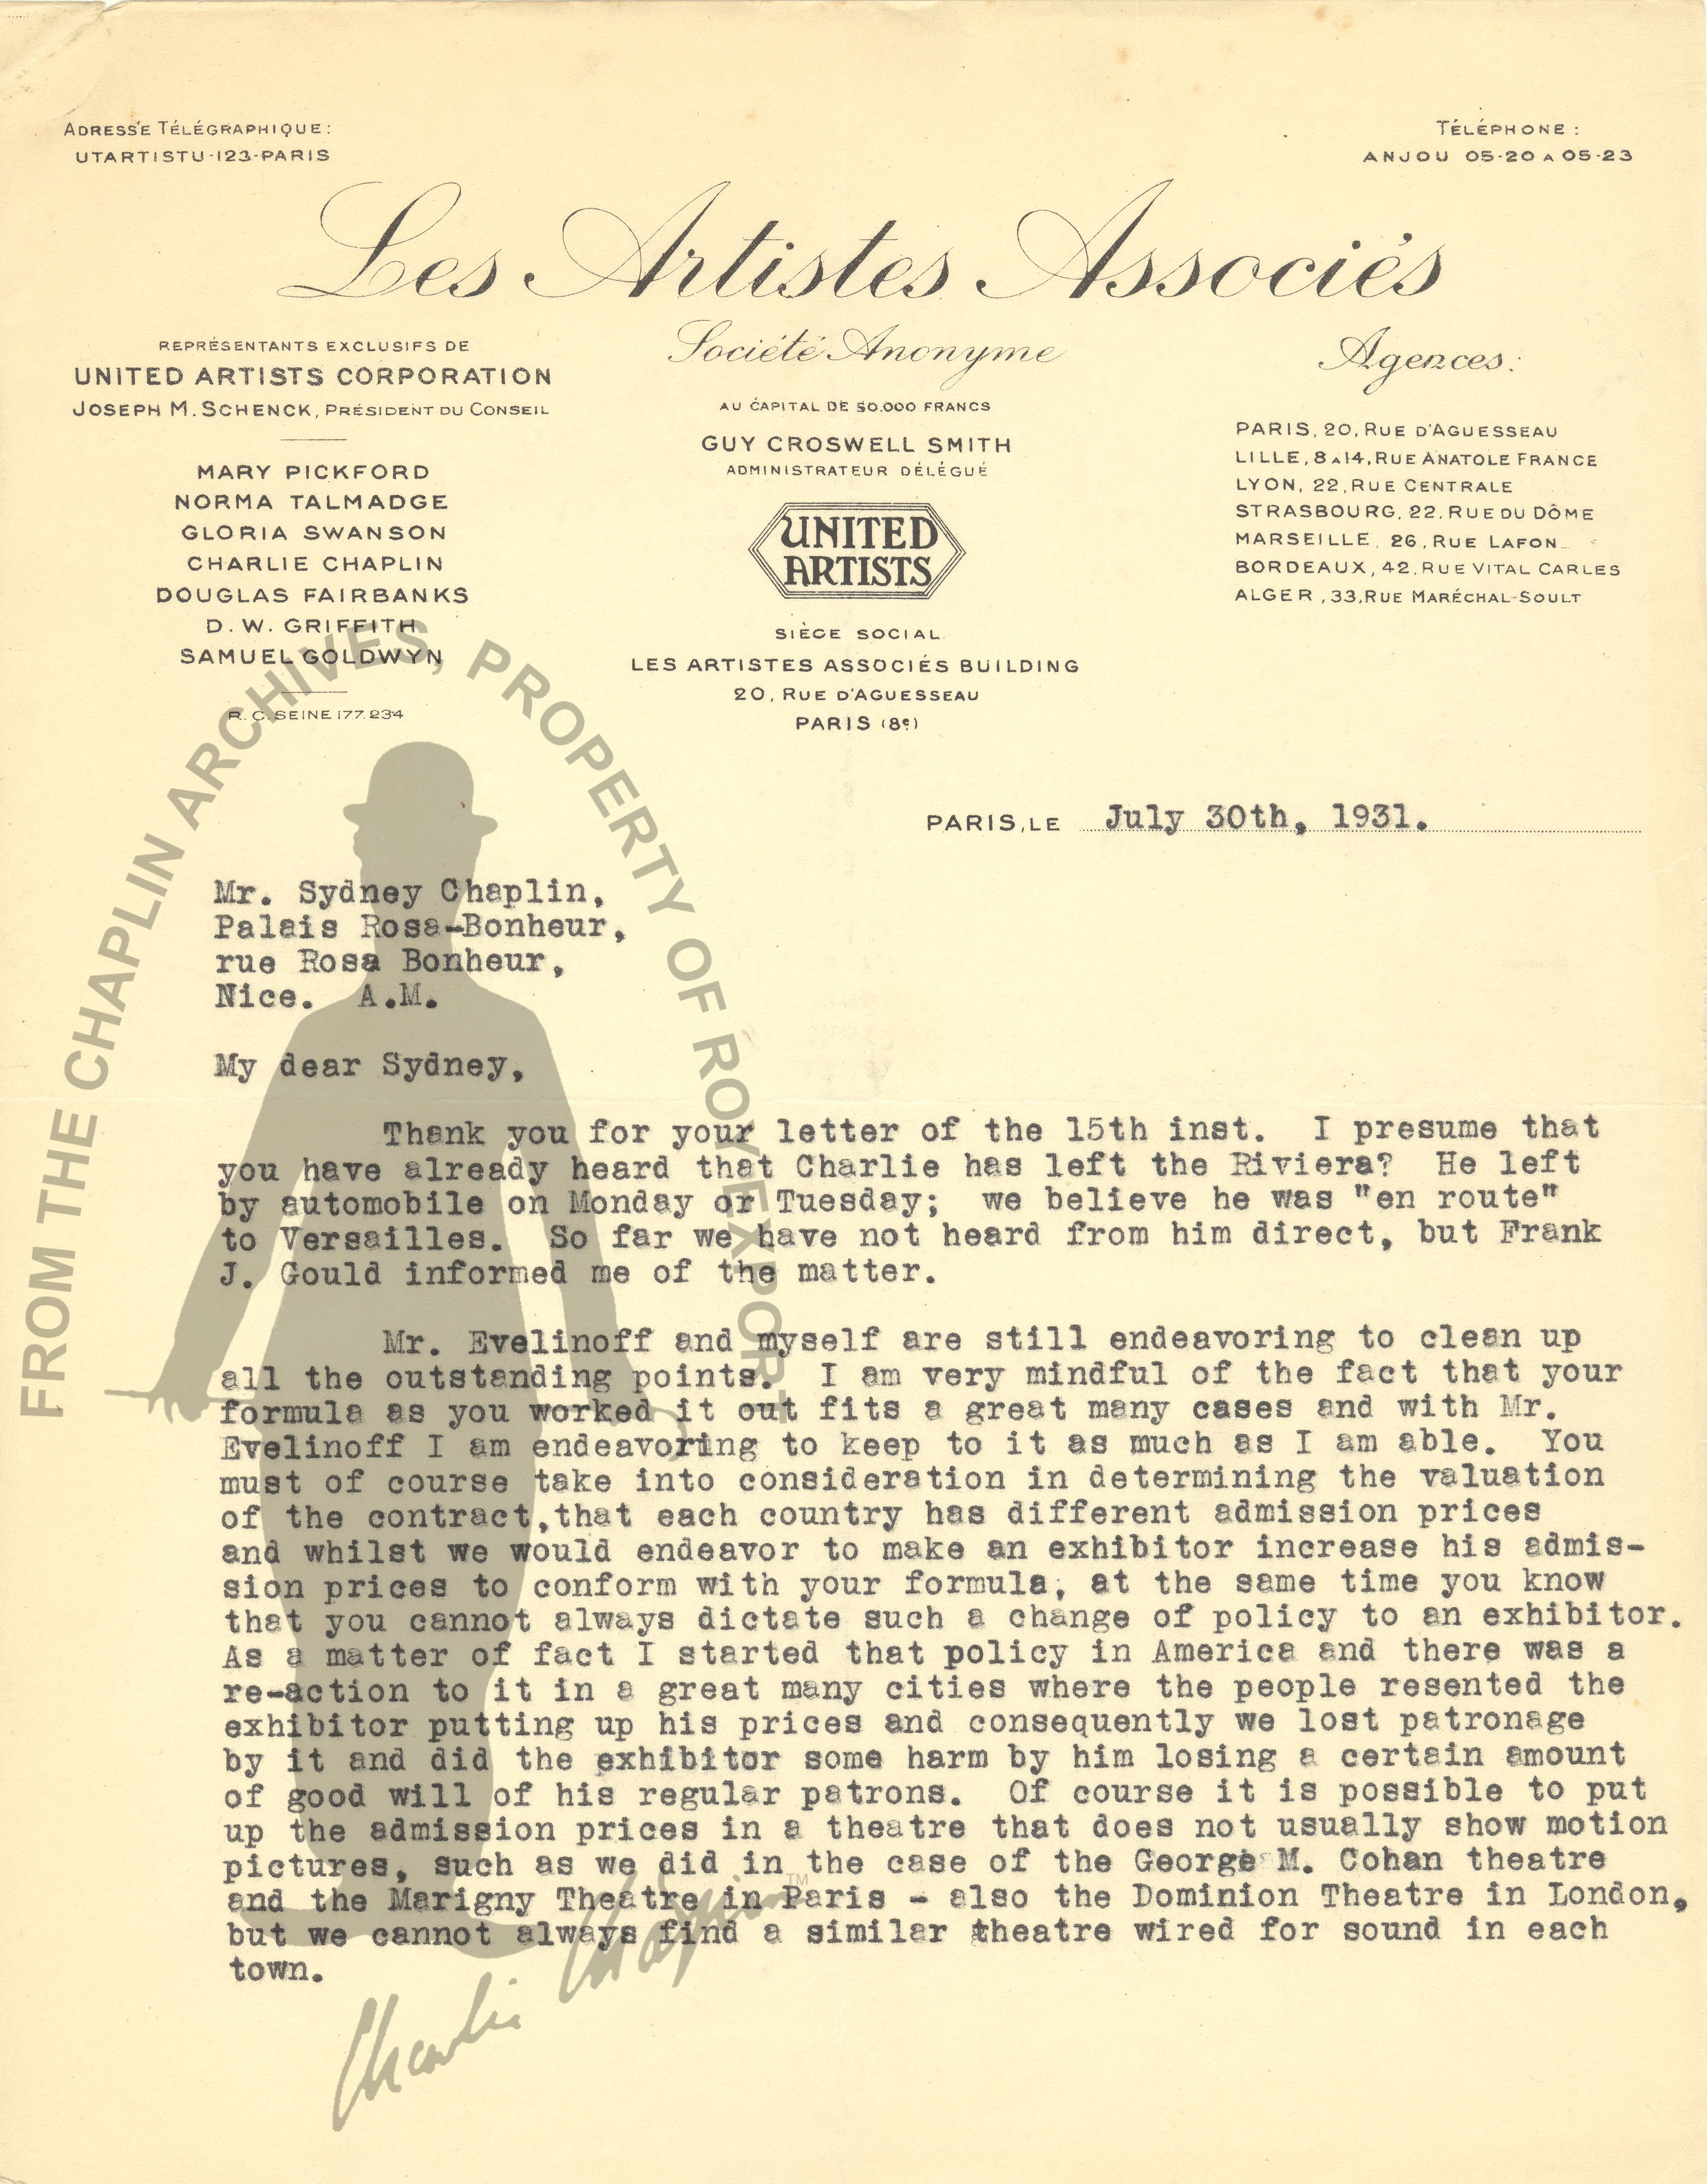 ADRESSE TÉLÉGRAPHIQUE:
UTARTISTU-123-PARIS
TÉLÉPHONE:
ANJOU 05-20 A 05-23
Les Artistes Associés
Société Anonyme
AU CAPITAL DE 50.000 FRANCS
GUY CROSWELL SMITH
ADMINISTRATEUR DÉLÉGUÉ
UNITED
ARTISTS
SIÈGE SOCIAL
LES ARTISTES ASSOCIÉS BUILDING
20, RUE D'AGUESSEAU
PARIS (8e)
REPRÉSENTANTS EXCLUSIFS DE
UNITED ARTISTS CORPORATION
JOSEPH M. SCHENCK, PRÉSIDENT DU CONSEIL
MARY PICKFORD
NORMA TALMADGE
GLORIA SWANSON
CHARLIE CHAPLIN
DOUGLAS FAIRBANKS
D. W. GRIFFITH
SAMUEL GOLDWYN
R. C. SEINE 177.234
Agences:
PARIS, 20, RUE D'AGUESSEAU
LILLE, 8 A 14, RUE ANATOLE FRANCE
LYON, 22, RUE CENTRALE
STRASBOURG, 22, RUE DU DÔME
MARSEILLE, 26, RUE LAFON
BORDEAUX, 42, RUE VITAL CARLES
ALGER, 33, RUE MARÉCHAL-SOULT
PARIS, LE July 30th, 1931.
Mr. Sydney Chaplin,
Palais Rosa-Bonheur,
rue Rosa Bonheur,
Nice. A.M.
My dear Sydney,
Thank you for your letter of the 15th inst. I presume that
you have already heard that Charlie has left the Riviera? He left
by automobile on Monday or Tuesday; we believe he was "en route"
to Versailles. So far we have not heard from him direct, but Frank
J. Gould informed me of the matter.
Mr. Evelinoff and myself are still endeavoring to clean up
all the outstanding points. I am very mindful of the fact that your
formula as you worked it out fits a great many cases and with Mr.
Evelinoff I am endeavoring to keep to it as much as I am able. You
must of course take into consideration in determining the valuation
of the contract,that each country has different admission prices
and whilst we would endeavor to make an exhibitor increase his admis-
sion prices to conform with your formula, at the same time you know
that you cannot always dictate such a change of policy to an exhibitor.
As a matter of fact I started that policy in America and there was a
re-action to it in a great many cities where the people resented the
exhibitor putting up his prices and consequently we lost patronage
by it and did the exhibitor some harm by him losing a certain amount
of good will of his regular patrons. Of course it is possible to put
up the admission prices in a theatre that does not usually show motion
pictures, such as we did in the case of the George M. Cohan theatre
and the Marigny Theatre in Paris - also the Dominion Theatre in London,
but we cannot always find a similar theatre wired for sound in each
town.
FROM THE CHAPLIN ARCHIVES, PROPERTY OF ROY EXPORT
Charlie Chaplin TM